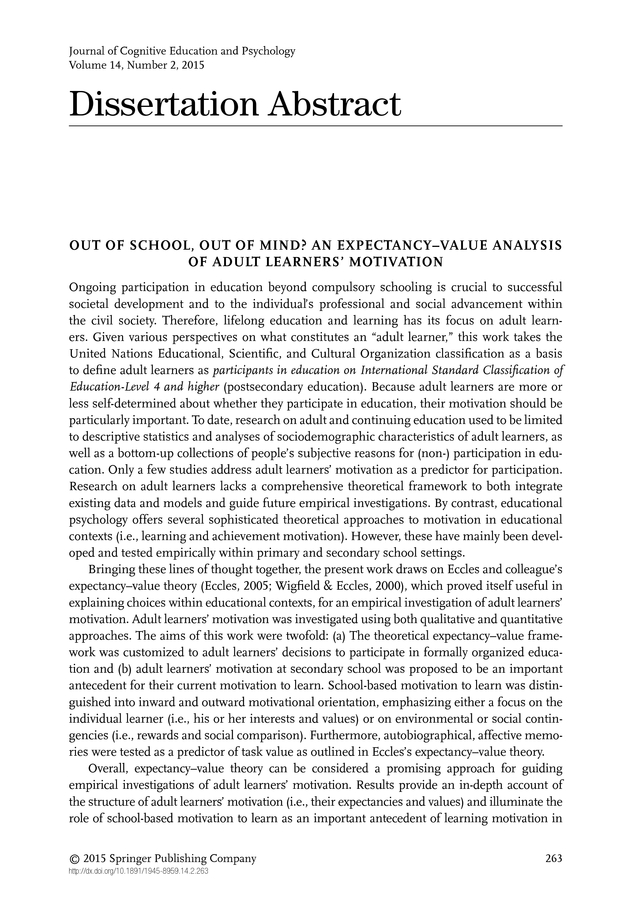 Journal of Cognitive Education and Psychology
Volume 14, Number 2, 2015
Dissertation Abstract
OUT OF SCHOOL, OUT OF MIND? AN EXPECTANCY–VALUE ANALYSIS
OF ADULT LEARNERS’ MOTIVATION
Ongoing participation in education beyond compulsory schooling is crucial to successful
societal development and to the individual's professional and social advancement within
the civil society. Therefore, lifelong education and learning has its focus on adult learn-
ers. Given various perspectives on what constitutes an “adult learner,” this work takes the
United Nations Educational, Scientific, and Cultural Organization classification as a basis
to define adult learners as participants in education on International Standard Classification of
Education-Level 4 and higher (postsecondary education). Because adult learners are more or
less self-determined about whether they participate in education, their motivation should be
particularly important. To date, research on adult and continuing education used to be limited
to descriptive statistics and analyses of sociodemographic characteristics of adult learners, as
well as a bottom-up collections of people’s subjective reasons for (non-) participation in edu-
cation. Only a few studies address adult learners’ motivation as a predictor for participation.
Research on adult learners lacks a comprehensive theoretical framework to both integrate
existing data and models and guide future empirical investigations. By contrast, educational
psychology offers several sophisticated theoretical approaches to motivation in educational
contexts (i.e., learning and achievement motivation). However, these have mainly been devel-
oped and tested empirically within primary and secondary school settings.
Bringing these lines of thought together, the present work draws on Eccles and colleague’s
expectancy–value theory (Eccles, 2005; Wigfield & Eccles, 2000), which proved itself useful in
explaining choices within educational contexts, for an empirical investigation of adult learners’
motivation. Adult learners’ motivation was investigated using both qualitative and quantitative
approaches. The aims of this work were twofold: (a) The theoretical expectancy–value frame-
work was customized to adult learners’ decisions to participate in formally organized educa-
tion and (b) adult learners’ motivation at secondary school was proposed to be an important
antecedent for their current motivation to learn. School-based motivation to learn was distin-
guished into inward and outward motivational orientation, emphasizing either a focus on the
individual learner (i.e., his or her interests and values) or on environmental or social contin-
gencies (i.e., rewards and social comparison). Furthermore, autobiographical, affective memo-
ries were tested as a predictor of task value as outlined in Eccles’s expectancy–value theory.
Overall, expectancy–value theory can be considered a promising approach for guiding
empirical investigations of adult learners’ motivation. Results provide an in-depth account of
the structure of adult learners’ motivation (i.e., their expectancies and values) and illuminate the
role of school-based motivation to learn as an important antecedent of learning motivation in
© 2015 Springer Publishing Company 263
http://dx.doi.org/10.1891/1945-8959.14.2.263